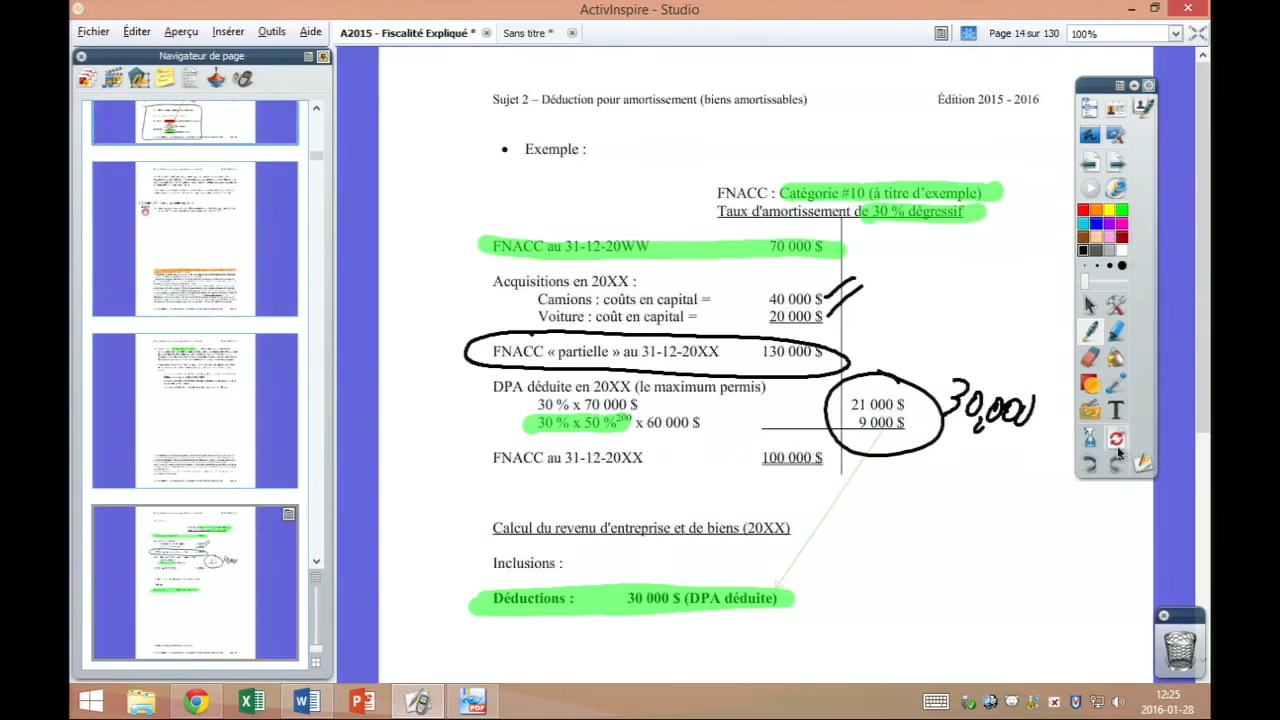 ActivInspire - Studio
Fichier Éditer Aperçu Insérer Outils Aide
A2015 - Fiscalité Expliqué * Sans titre *
Page 14 sur 130 100%
Navigateur de page
Sujet 2 – Déduction pour amortissement (biens amortissables) Édition 2015 - 2016
• Exemple :
FNACC : Catégorie #10 (à titre d'exemple)
Taux d'amortissement de 30 % dégressif
FNACC au 31-12-20WW 70 000 $
Acquisitions en 20XX :
Camions : coûts en capital = 40 000 $
Voiture : coût en capital = 20 000 $
FNACC « partielle » au 31-12-20XX 130 000 $
DPA déduite en 20XX (le maximum permis)
30 % x 70 000 $ 21 000 $
30 % x 50 %200 x 60 000 $ 9 000 $
30,000
FNACC au 31-12-20XX 100 000 $
Calcul du revenu d'entreprise et de biens (20XX)
Inclusions :
Déductions : 30 000 $ (DPA déduite)
12:25
2016-01-28